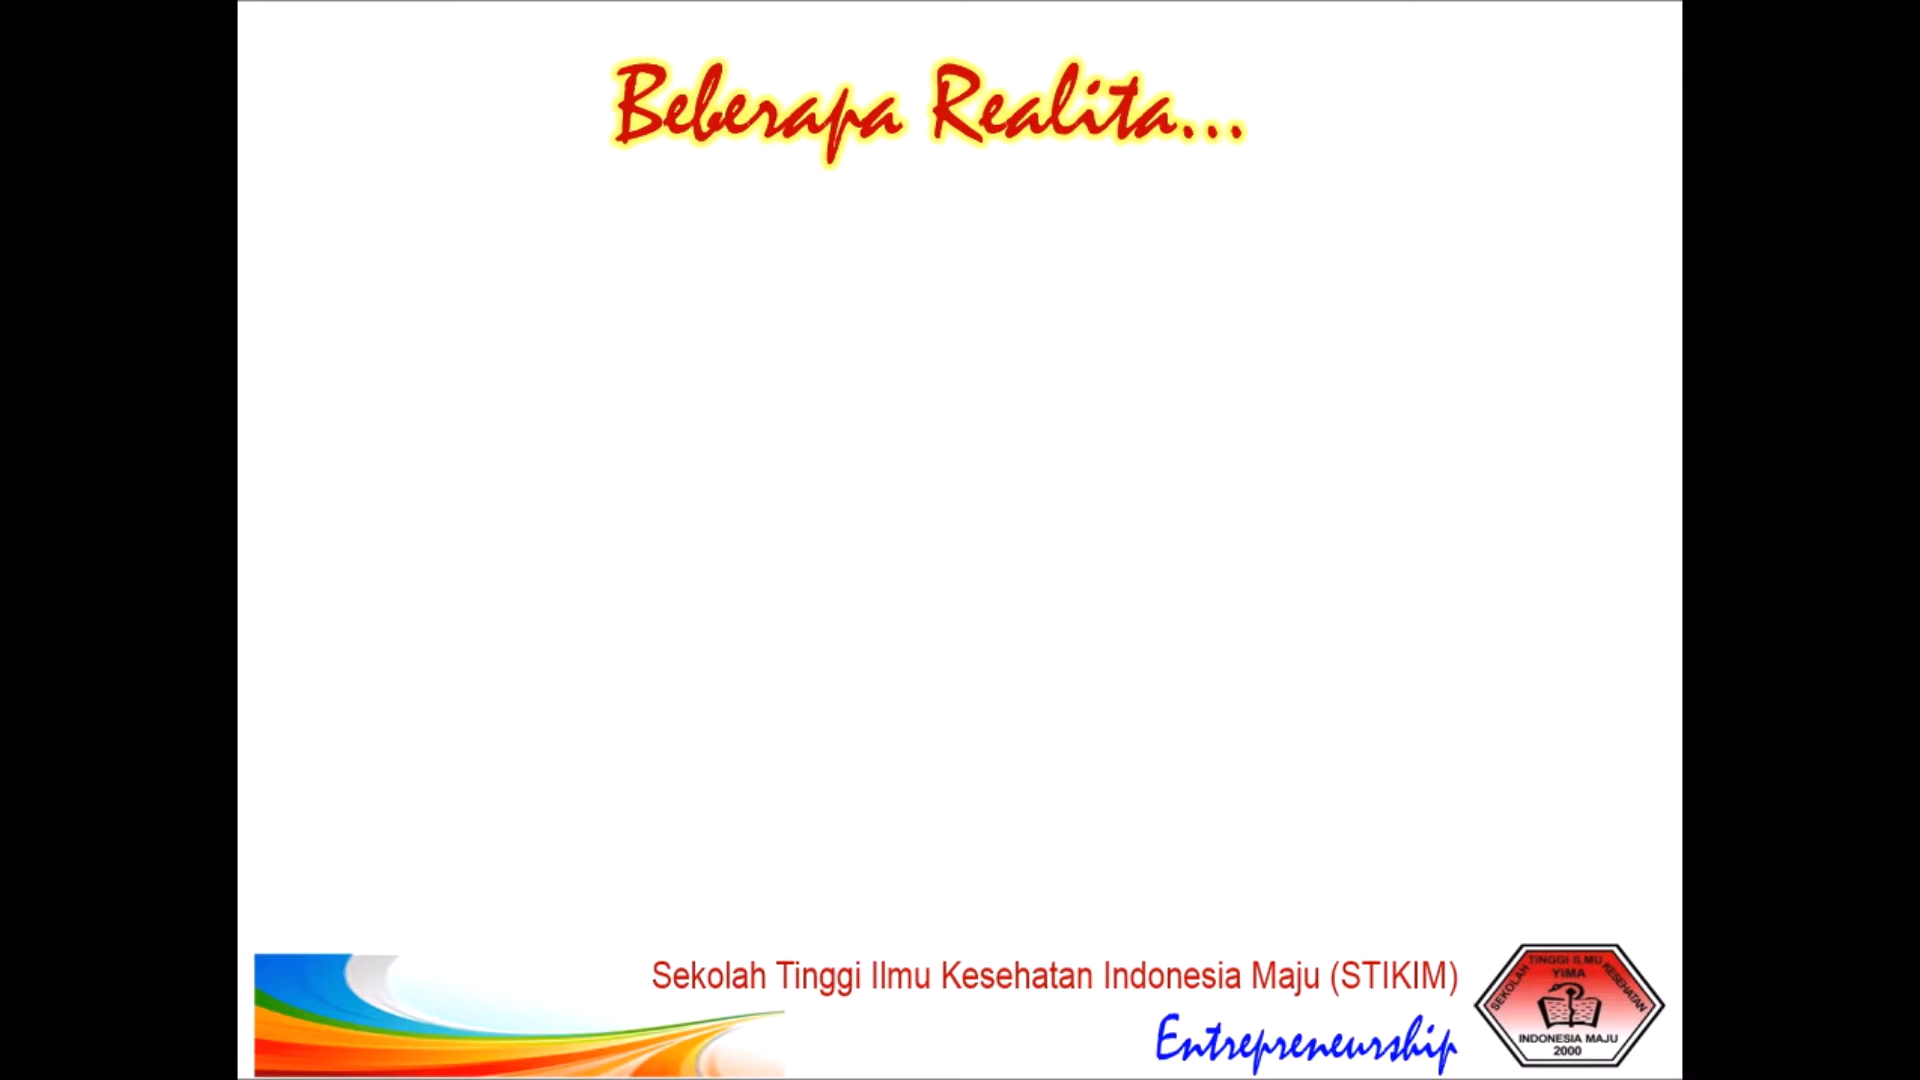 Beberapa Realita...
Sekolah Tinggi Ilmu Kesehatan Indonesia Maju (STIKIM)
Entrepreneurship
SEKOLAH TINGGI ILMU KESEHATAN
YIMA
INDONESIA MAJU
2000